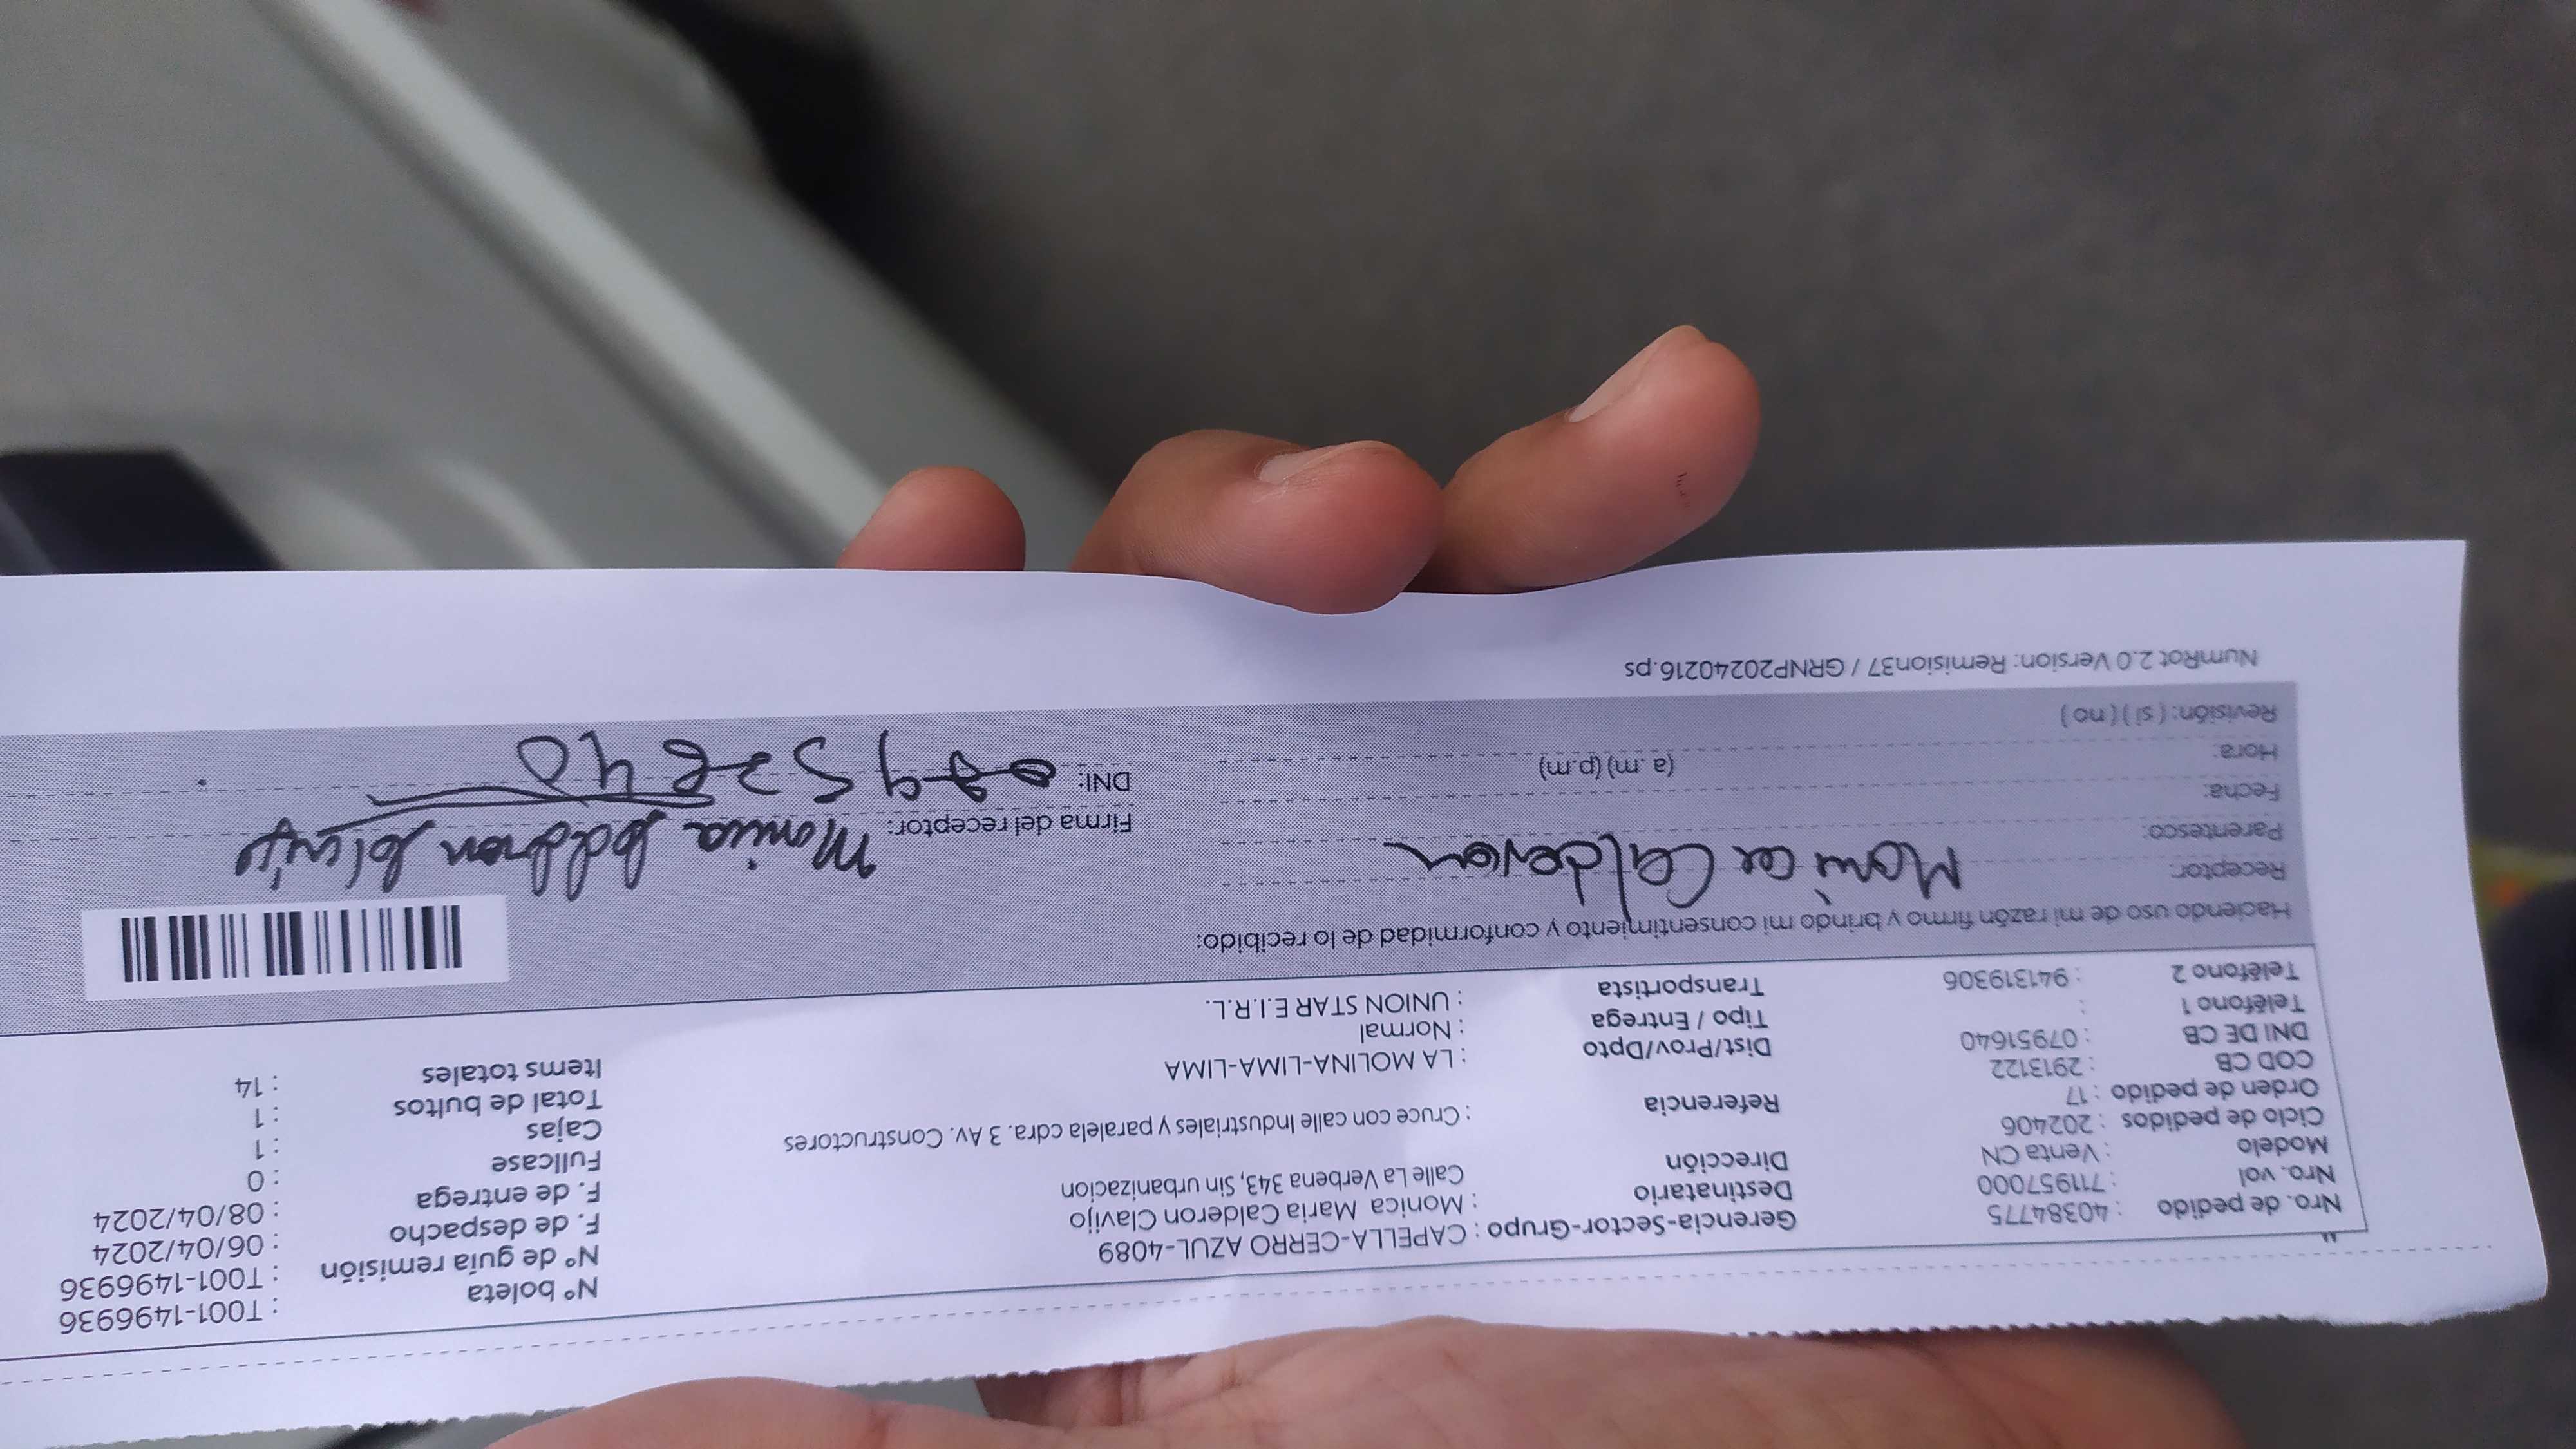 Nro. de pedido : 40384775
Nro. vol : 711957000
Modelo : Venta CN
Ciclo de pedidos : 202406
Orden de pedido : 17
COD CB : 2913122
DNI DE CB : 07951640
Teléfono 1 :
Teléfono 2 : 941319306
Gerencia-Sector-Grupo : CAPELLA-CERRO AZUL-4089
Destinatario : Monica Maria Calderon Clavijo
Dirección Calle La Verbena 343, Sin urbanizacion
Referencia : Cruce con calle Industriales y paralela cdra. 3 Av. Constructores
Dist/Prov/Dpto : LA MOLINA-LIMA-LIMA
Tipo / Entrega : Normal
Transportista : UNION STAR E.I.R.L.
N° boleta : T001-1496936
N° de guía remisión : T001-1496936
F. de despacho : 06/04/2024
F. de entrega : 08/04/2024
Fullcase : 0
Cajas : 1
Total de bultos : 1
Items totales : 14
Haciendo uso de mi razón firmo y brindo mi consentimiento y conformidad de lo recibido:
Receptor: Monica Calderon
Parentesco:
Fecha:
Hora: (a.m) (p.m)
Revisión: ( si ) ( no )
Firma del receptor: Monica Calderon Clavijo
DNI:
NumRot 2.0 Version: Remision37 / GRNP20240216.ps